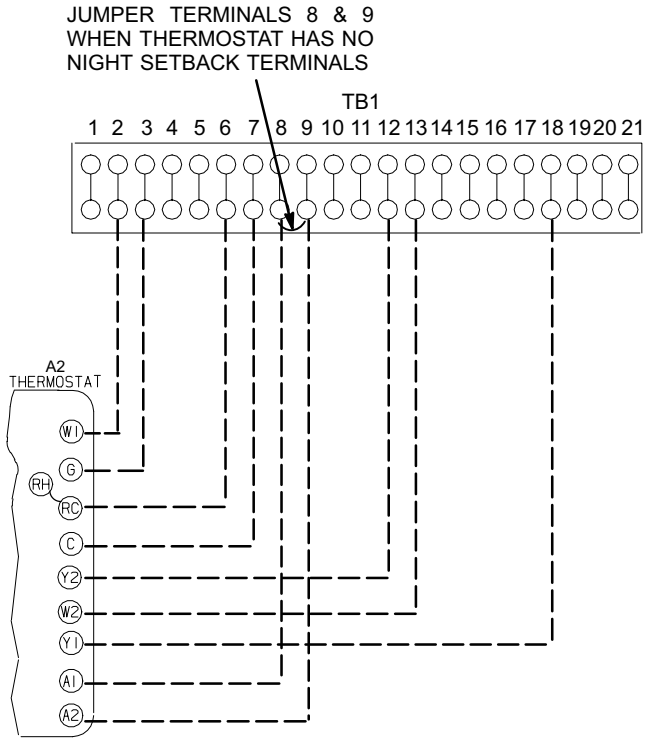 JUMPER TERMINALS 8 & 9
WHEN THERMOSTAT HAS NO
NIGHT SETBACK TERMINALS
TB1
1 2 3 4 5 6 7 8 9 10 11 12 13 14 15 16 17 18 19 20 21
A2
THERMOSTAT
W1
G
RH
RC
C
Y2
W2
Y1
A1
A2